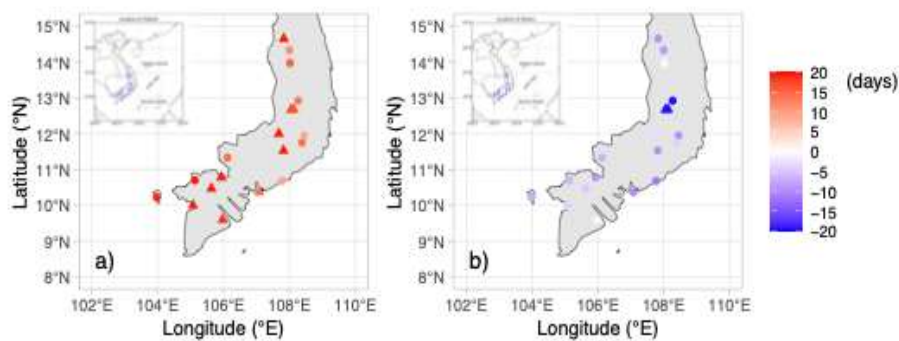 15°N
14°N
13°N
12°N
11°N
10°N
9°N
8°N
Latitude (°N)
a)
102°E 104°E 106°E 108°E 110°E
Longitude (°E)
15°N
14°N
13°N
12°N
11°N
10°N
9°N
8°N
Latitude (°N)
b)
102°E 104°E 106°E 108°E 110°E
Longitude (°E)
20 (days)
15
10
5
0
−5
−10
−15
−20